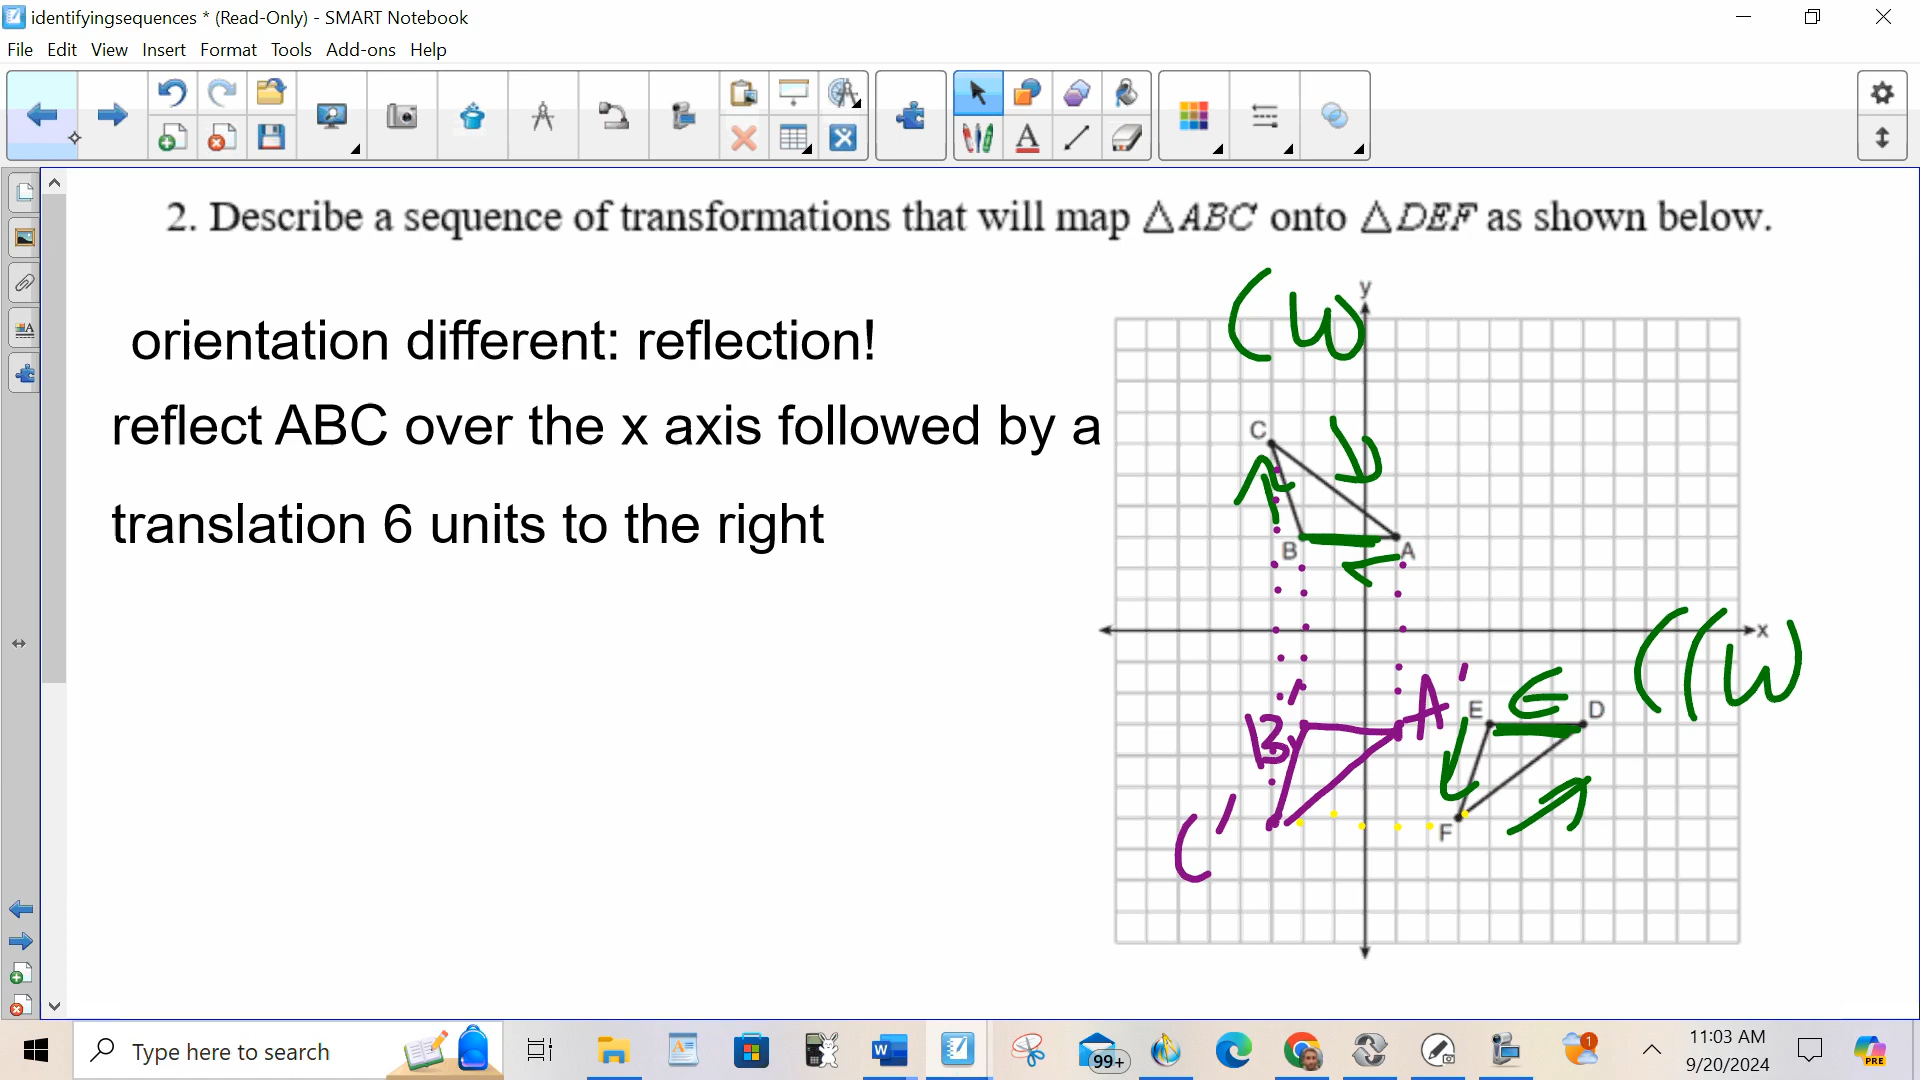 identifyingsequences * (Read-Only) - SMART Notebook
File Edit View Insert Format Tools Add-ons Help
2. Describe a sequence of transformations that will map △ABC onto △DEF as shown below.
orientation different: reflection!
reflect ABC over the x axis followed by a
translation 6 units to the right
(W
y
C
B
A
x
((W
B'
A'
E
D
C'
F
Type here to search
99+
1
11:03 AM
9/20/2024
PRE